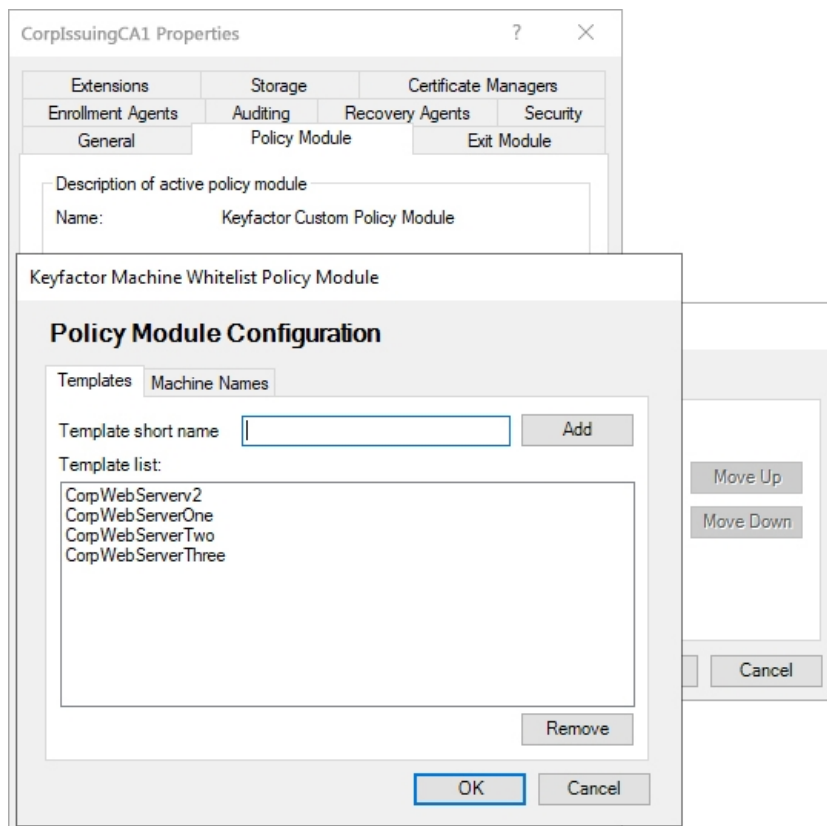 CorpIssuingCA1 Properties ? ×
Extensions Storage Certificate Managers
Enrollment Agents Auditing Recovery Agents Security
General Policy Module Exit Module
Description of active policy module
Name: Keyfactor Custom Policy Module
Keyfactor Machine Whitelist Policy Module
Policy Module Configuration
Templates Machine Names
Template short name Add
Template list:
CorpWebServerv2
CorpWebServerOne
CorpWebServerTwo
CorpWebServerThree
Move Up
Move Down
Cancel
Remove
OK Cancel